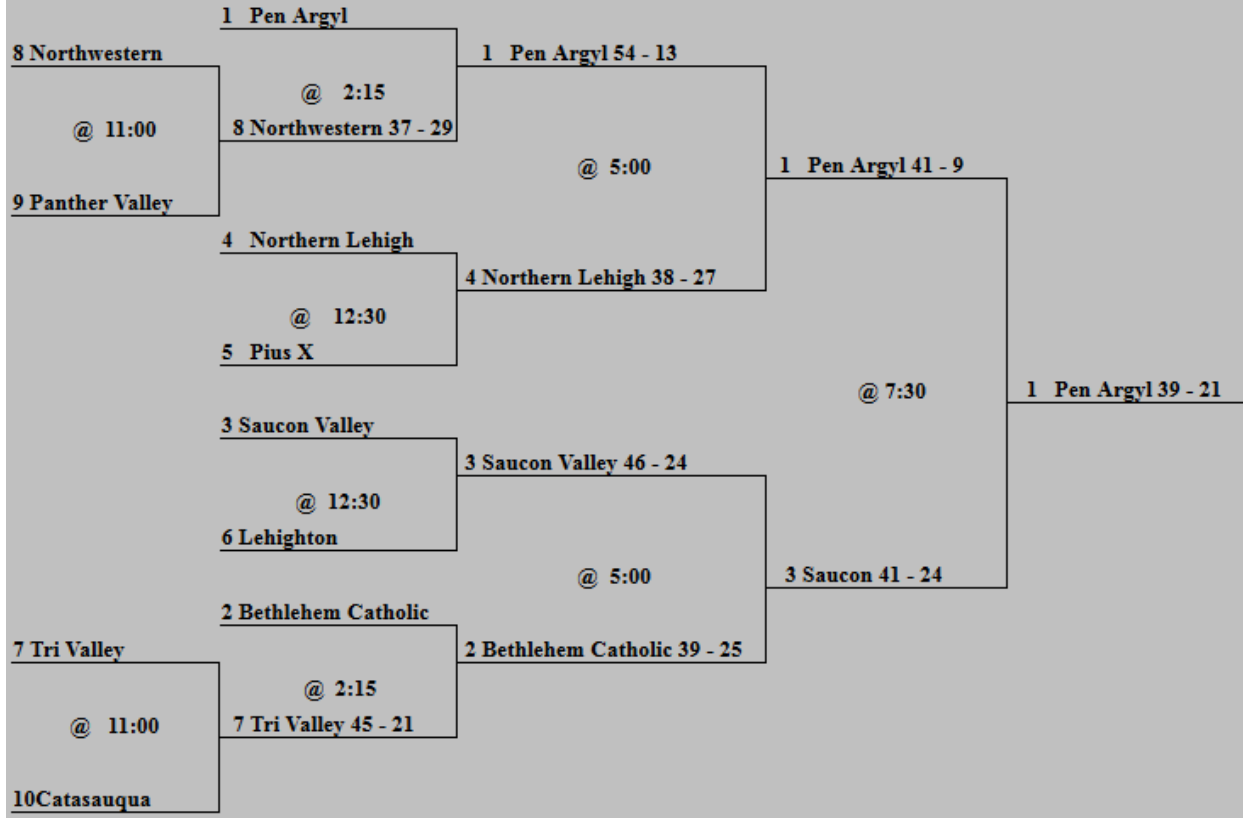 1 Pen Argyl
8 Northwestern
1 Pen Argyl 54 - 13
@ 2:15
@ 11:00
8 Northwestern 37 - 29
@ 5:00
1 Pen Argyl 41 - 9
9 Panther Valley
4 Northern Lehigh
4 Northern Lehigh 38 - 27
@ 12:30
5 Pius X
@ 7:30
1 Pen Argyl 39 - 21
3 Saucon Valley
3 Saucon Valley 46 - 24
@ 12:30
6 Lehighton
@ 5:00
3 Saucon 41 - 24
2 Bethlehem Catholic
7 Tri Valley
2 Bethlehem Catholic 39 - 25
@ 2:15
@ 11:00
7 Tri Valley 45 - 21
10Catasauqua